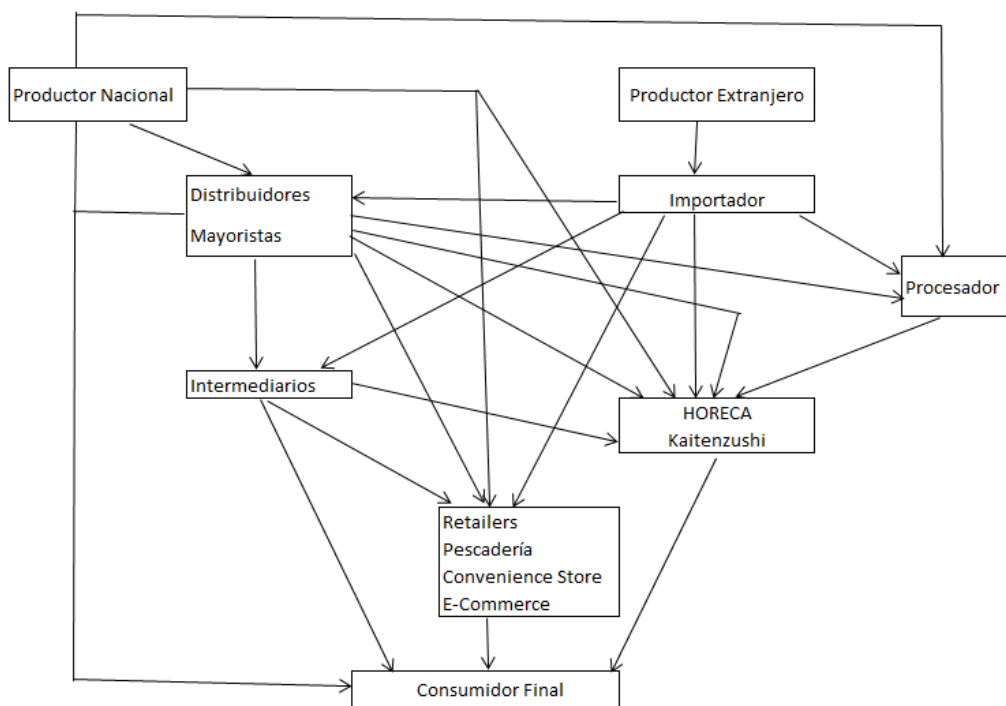 Productor Nacional
Productor Extranjero
Distribuidores
Mayoristas
Importador
Procesador
Intermediarios
HORECA
Kaitenzushi
Retailers
Pescadería
Convenience Store
E-Commerce
Consumidor Final